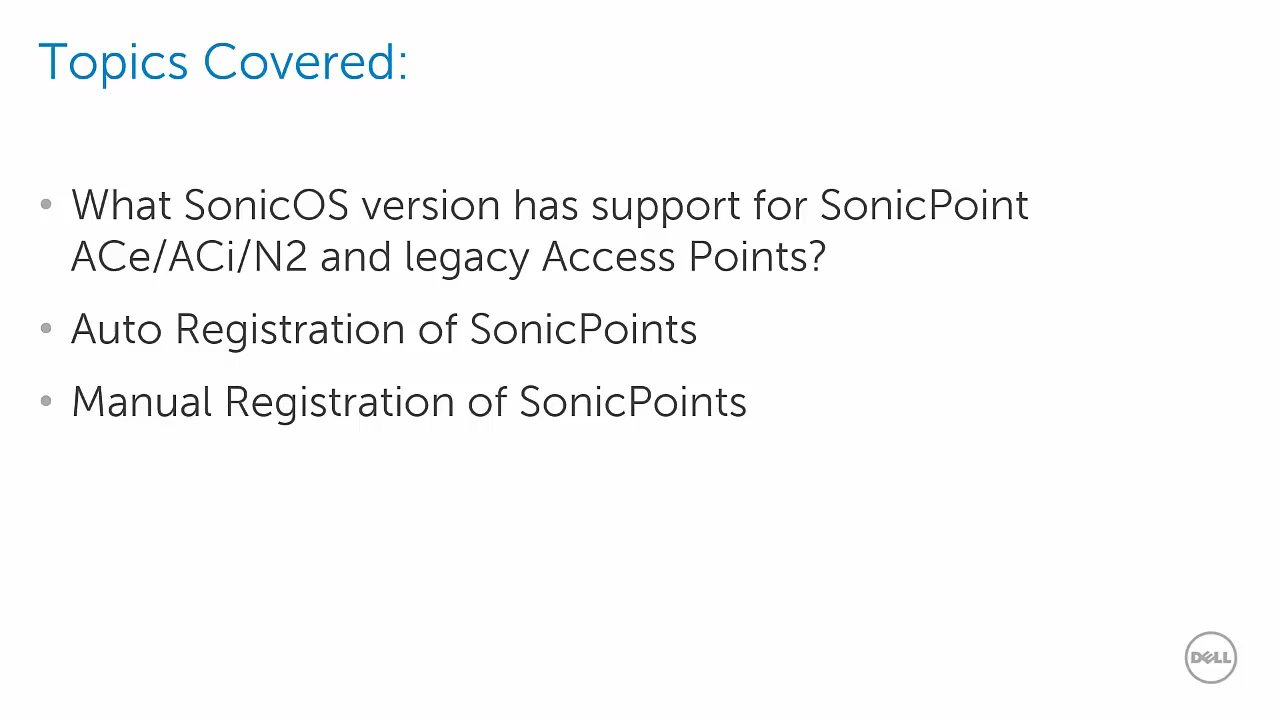 Topics Covered:
• What SonicOS version has support for SonicPoint
ACe/ACi/N2 and legacy Access Points?
• Auto Registration of SonicPoints
• Manual Registration of SonicPoints
DELL